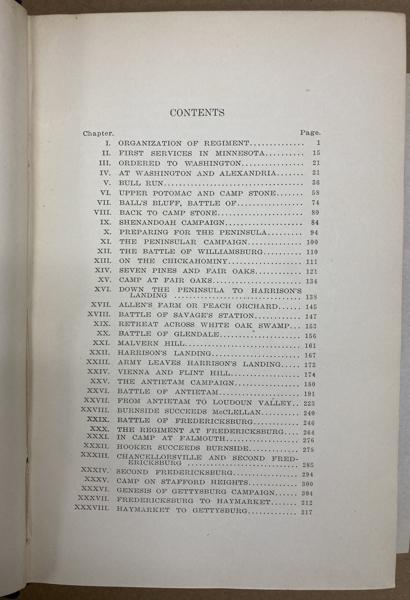 CONTENTS
Chapter. Page.
I. ORGANIZATION OF REGIMENT.............. 1
II. FIRST SERVICES IN MINNESOTA.......... 15
III. ORDERED TO WASHINGTON................ 21
IV. AT WASHINGTON AND ALEXANDRIA....... 31
V. BULL RUN................................... 36
VI. UPPER POTOMAC AND CAMP STONE....... 58
VII. BALL'S BLUFF, BATTLE OF................. 74
VIII. BACK TO CAMP STONE.................... 80
IX. SHENANDOAH CAMPAIGN.................. 84
X. PREPARING FOR THE PENINSULA......... 94
XI. THE PENINSULAR CAMPAIGN............. 100
XII. THE BATTLE OF WILLIAMSBURG.......... 110
XIII. ON THE CHICKAHOMINY.................. 111
XIV. SEVEN PINES AND FAIR OAKS............ 121
XV. CAMP AT FAIR OAKS...................... 134
XVI. DOWN THE PENINSULA TO HARRISON'S
LANDING ................................ 138
XVII. ALLEN'S FARM OR PEACH ORCHARD...... 145
XVIII. BATTLE OF SAVAGE'S STATION........... 147
XIX. RETREAT ACROSS WHITE OAK SWAMP... 153
XX. BATTLE OF GLENDALE.................... 156
XXI. MALVERN HILL............................ 161
XXII. HARRISON'S LANDING..................... 167
XXIII. ARMY LEAVES HARRISON'S LANDING..... 172
XXIV. VIENNA AND FLINT HILL................. 174
XXV. THE ANTIETAM CAMPAIGN................ 180
XXVI. BATTLE OF ANTIETAM..................... 191
XXVII. FROM ANTIETAM TO LOUDOUN VALLEY.. 223
XXVIII. BURNSIDE SUCCEEDS McCLELLAN......... 240
XXIX. BATTLE OF FREDERICKSBURG............ 246
XXX. THE REGIMENT AT FREDERICKSBURG.... 266
XXXI. IN CAMP AT FALMOUTH................... 276
XXXII. HOOKER SUCCEEDS BURNSIDE............ 278
XXXIII. CHANCELLORSVILLE AND SECOND FRED-
ERICKSBURG ............................ 285
XXXIV. SECOND FREDERICKSBURG................. 294
XXXV. CAMP ON STAFFORD HEIGHTS............ 300
XXXVI. GENESIS OF GETTYSBURG CAMPAIGN...... 304
XXXVII. FREDERICKSBURG TO HAYMARKET....... 312
XXXVIII. HAYMARKET TO GETTYSBURG............. 317